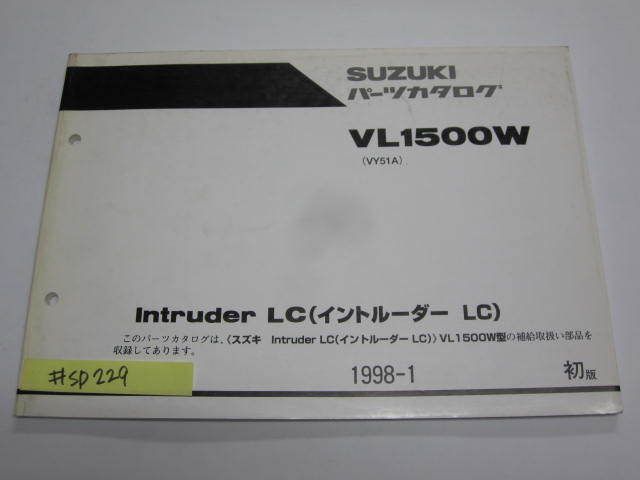 SUZUKI
パーツカタログ
VL1500W
(VY51A)
Intruder LC(イントルーダー LC)
このパーツカタログは、〈スズキ Intruder LC(イントルーダー LC)〉VL1500W型の補給取扱い部品を
収録してあります。
#SP229
1998-1
初版